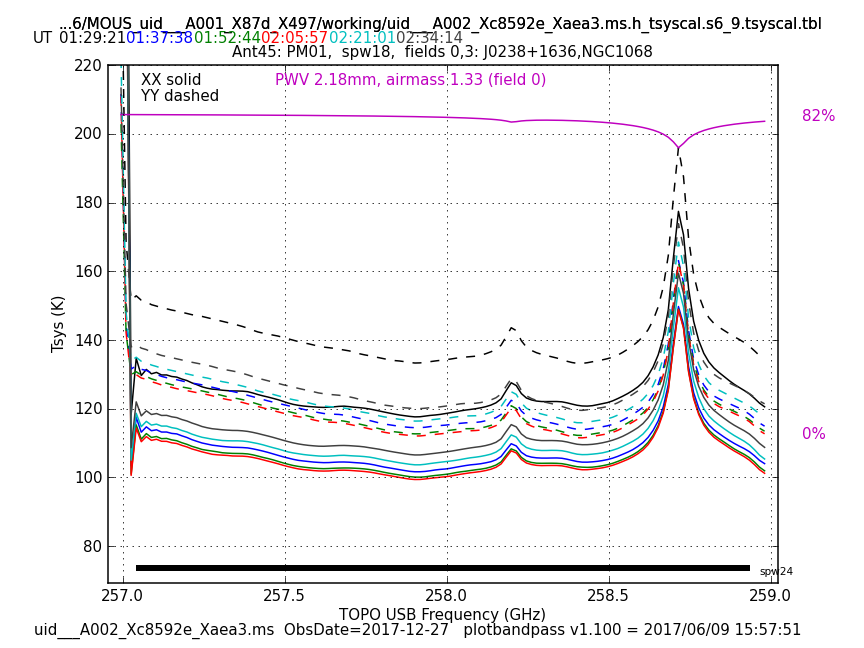 ...6/MOUS_uid___A001_X87d_X497/working/uid___A002_Xc8592e_Xaea3.ms.h_tsyscal.s6_9.tsyscal.tbl
UT 01:29:21 01:37:38 01:52:44 02:05:57 02:21:01 02:34:14
Ant45: PM01, spw18, fields 0,3: J0238+1636,NGC1068
XX solid
YY dashed
PWV 2.18mm, airmass 1.33 (field 0)
82%
0%
Tsys (K)
220
200
180
160
140
120
100
80
spw24
257.0 257.5 258.0 258.5 259.0
TOPO USB Frequency (GHz)
uid___A002_Xc8592e_Xaea3.ms ObsDate=2017-12-27 plotbandpass v1.100 = 2017/06/09 15:57:51